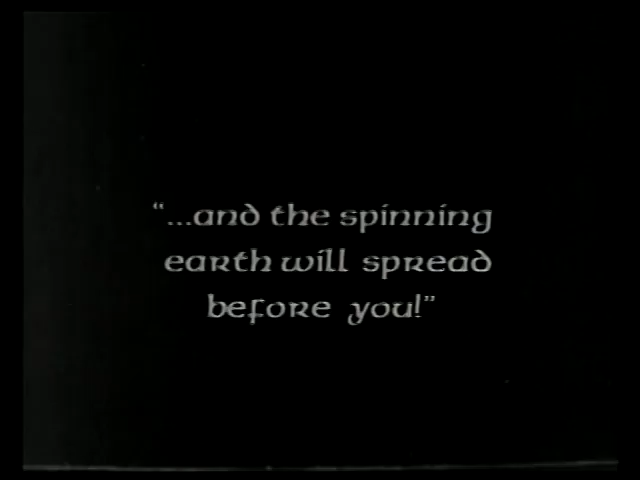 “...and the spinning
earth will spread
before you!”